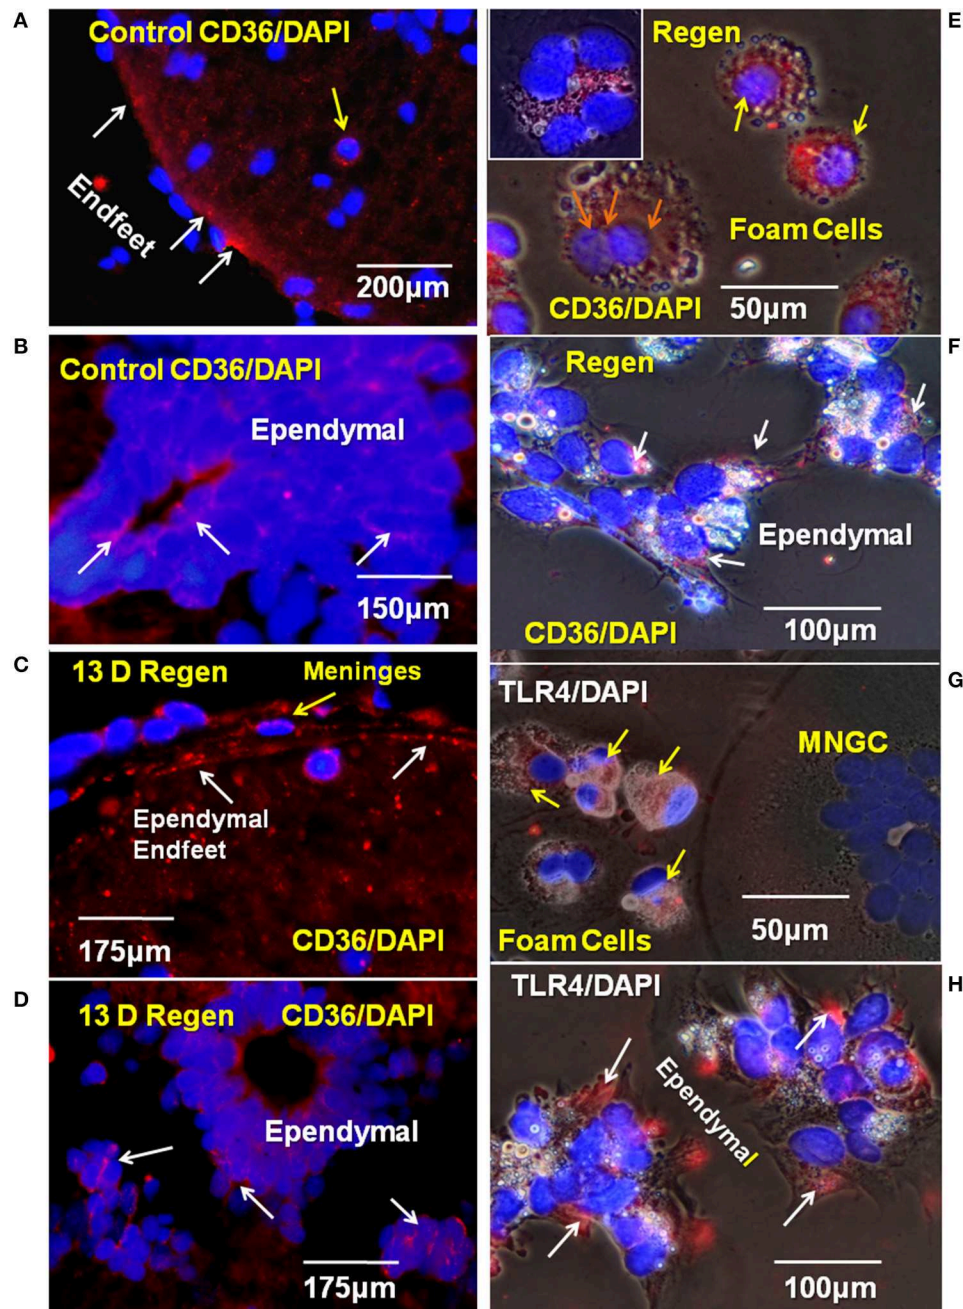 A
Control CD36/DAPI
Endfeet
200μm
B
Control CD36/DAPI
Ependymal
150μm
C
13 D Regen
Meninges
Ependymal
Endfeet
175μm
CD36/DAPI
D
13 D Regen
CD36/DAPI
Ependymal
175μm
E
Regen
Foam Cells
CD36/DAPI
50μm
F
Regen
Ependymal
CD36/DAPI
100μm
G
TLR4/DAPI
MNGC
Foam Cells
50μm
H
TLR4/DAPI
Ependymal
100μm